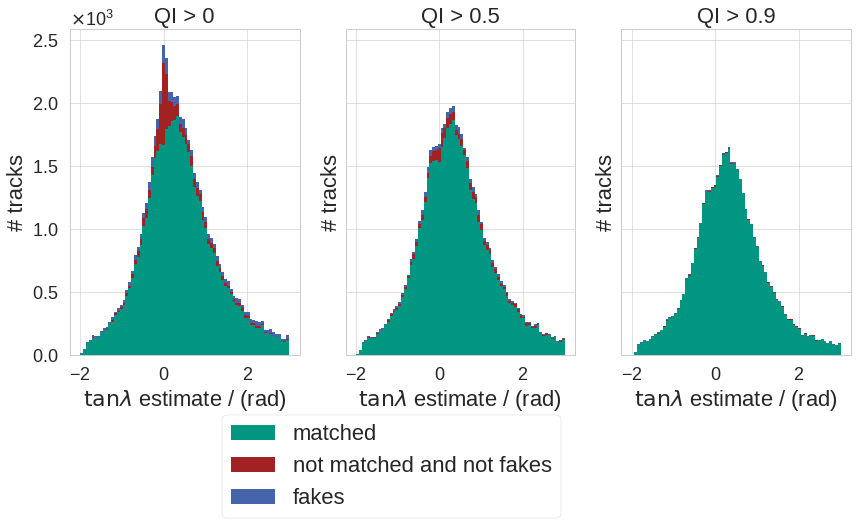 ×10³
QI > 0
QI > 0.5
QI > 0.9
2.5
2.0
1.5
1.0
0.5
0.0
# tracks
# tracks
# tracks
−2 0 2
−2 0 2
−2 0 2
tanλ estimate / (rad)
tanλ estimate / (rad)
tanλ estimate / (rad)
matched
not matched and not fakes
fakes